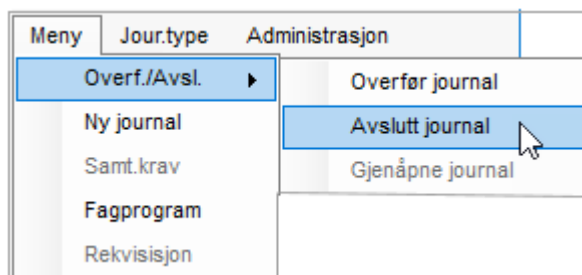 Meny Jour.type Administrasjon
Overf./Avsl. Overfør journal
Ny journal Avslutt journal
Samt.krav Gjenåpne journal
Fagprogram
Rekvisisjon